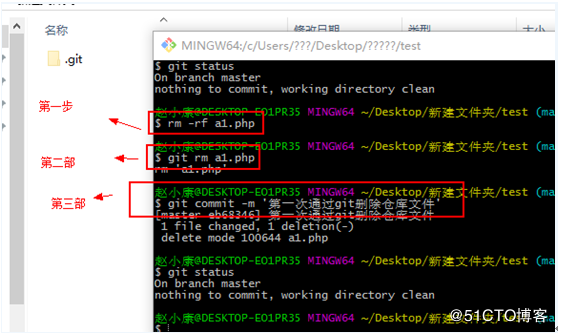 名称
修改日期
类型
大小
.git
MINGW64:/c/Users/???/Desktop/?????/test
$ git status
On branch master
nothing to commit, working directory clean
赵小康@DESKTOP-EO1PR35 MINGW64 ~/Desktop/新建文件夹/test (ma
第一步
$ rm -rf a1.php
赵小康@DESKTOP-EO1PR35 MINGW64 ~/Desktop/新建文件夹/test (ma
第二部
$ git rm a1.php
rm 'a1.php'
赵小康@DESKTOP-EO1PR35 MINGW64 ~/Desktop/新建文件夹/test (ma
第三部
$ git commit -m '第一次通过git删除仓库文件'
[master eb68346] 第一次通过git删除仓库文件
1 file changed, 1 deletion(-)
delete mode 100644 a1.php
赵小康@DESKTOP-EO1PR35 MINGW64 ~/Desktop/新建文件夹/test (ma
$ git status
On branch master
nothing to commit, working directory clean
赵小康@DESKTOP-EO1PR35 MINGW64 ~/Desktop/新建文件夹/test (ma
$
@51CTO博客